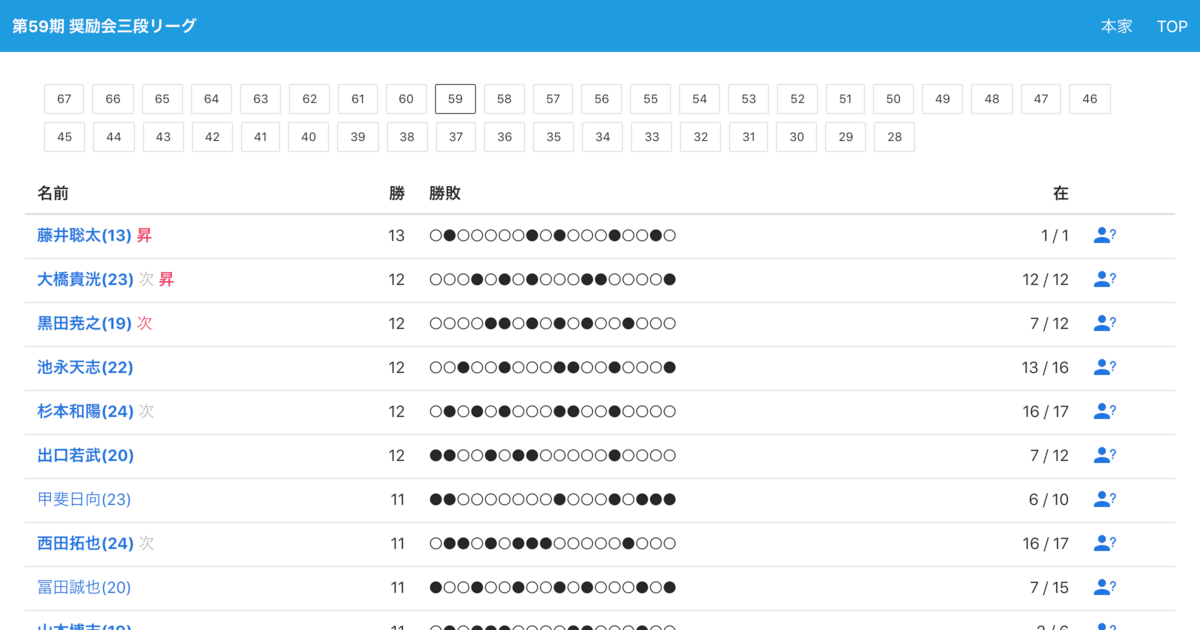 第59期 奨励会三段リーグ 本家 TOP
67 66 65 64 63 62 61 60 59 58 57 56 55 54 53 52 51 50 49 48 47 46
45 44 43 42 41 40 39 38 37 36 35 34 33 32 31 30 29 28
名前 勝 勝敗 在
藤井聡太(13) 昇 13 ○●○○○○○●○●○○○●○○●○ 1 / 1 ?
大橋貴洸(23) 次 昇 12 ○○○●○●○●○○○●●○○○○● 12 / 12 ?
黒田尭之(19) 次 12 ○○○○●●○●○●○●○○●○○○ 7 / 12 ?
池永天志(22) 12 ○○●○○●○○○●●○○●○○○● 13 / 16 ?
杉本和陽(24) 次 12 ○●○●○●○○○●●○○●○○○○ 16 / 17 ?
出口若武(20) 12 ●●○○●○●●○○○○○●○○○○ 7 / 12 ?
甲斐日向(23) 11 ●●○○○○○○○●○○○●○●●● 6 / 10 ?
西田拓也(24) 次 11 ○●●○●○●●●○○○○○●○○○ 16 / 17 ?
冨田誠也(20) 11 ●○○●○○●○○●○●○○○●○● 7 / 15 ?
山本博志(19) 11 ○●○●●●○○○○●●○○○●○○